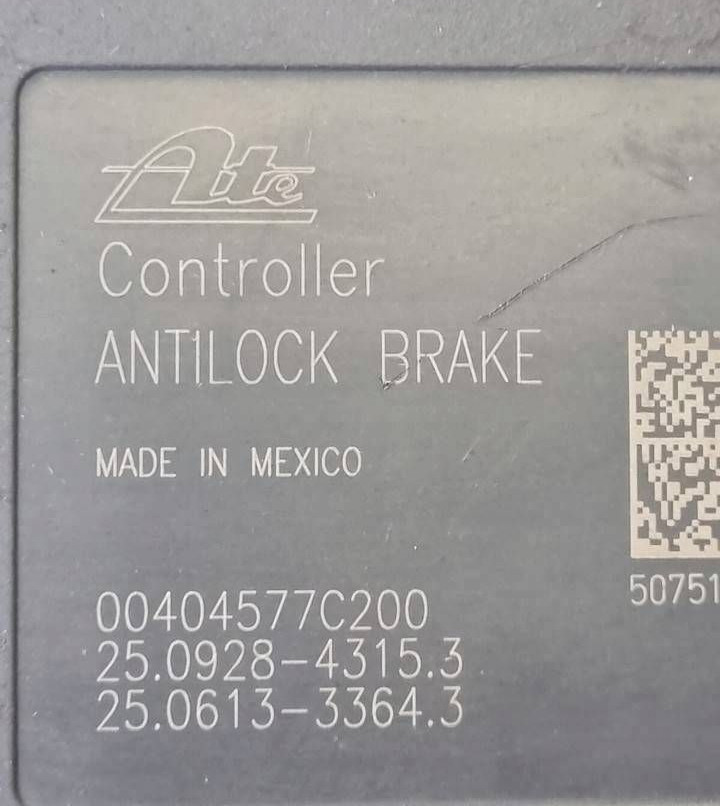 Ate
Controller
ANTILOCK BRAKE
MADE IN MEXICO
50751
00404577C200
25.0928-4315.3
25.0613-3364.3